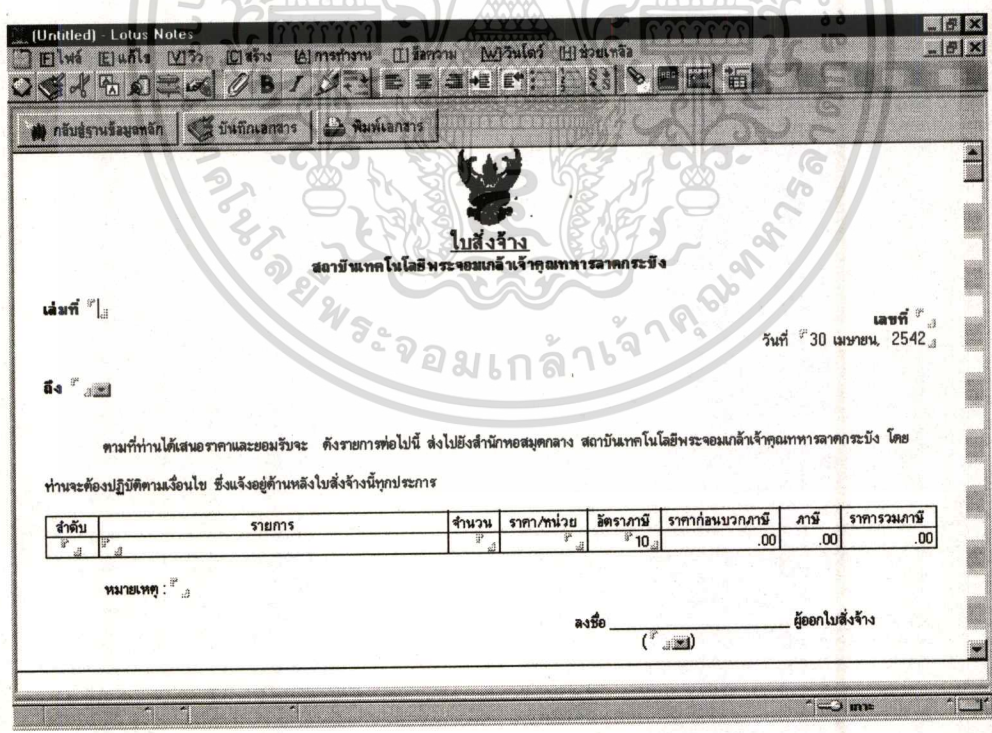 (Untitled) - Lotus Notes
[F]ไฟล์ [E]แก้ไข [V]วิว [C]สร้าง [A]การทำงาน [T]ข้อความ [W]วินโดว์ [H]ช่วยเหลือ
กลับสู่ฐานข้อมูลหลัก บันทึกเอกสาร พิมพ์เอกสาร
ใบสั่งจ้าง
สถาบันเทคโนโลยีพระจอมเกล้าเจ้าคุณทหารลาดกระบัง
เล่มที่
เลขที่
วันที่ 30 เมษายน, 2542
ถึง
ตามที่ท่านได้เสนอราคาและยอมรับจะ ดังรายการต่อไปนี้ ส่งไปยังสำนักหอสมุดกลาง สถาบันเทคโนโลยีพระจอมเกล้าเจ้าคุณทหารลาดกระบัง โดย
ท่านจะต้องปฏิบัติตามเงื่อนไข ซึ่งแจ้งอยู่ด้านหลังใบสั่งจ้างนี้ทุกประการ
ลำดับ รายการ จำนวน ราคา/หน่วย อัตราภาษี ราคาก่อนบวกภาษี ภาษี ราคารวมภาษี
10 .00 .00 .00
หมายเหตุ :
ลงชื่อ ผู้ออกใบสั่งจ้าง
( )